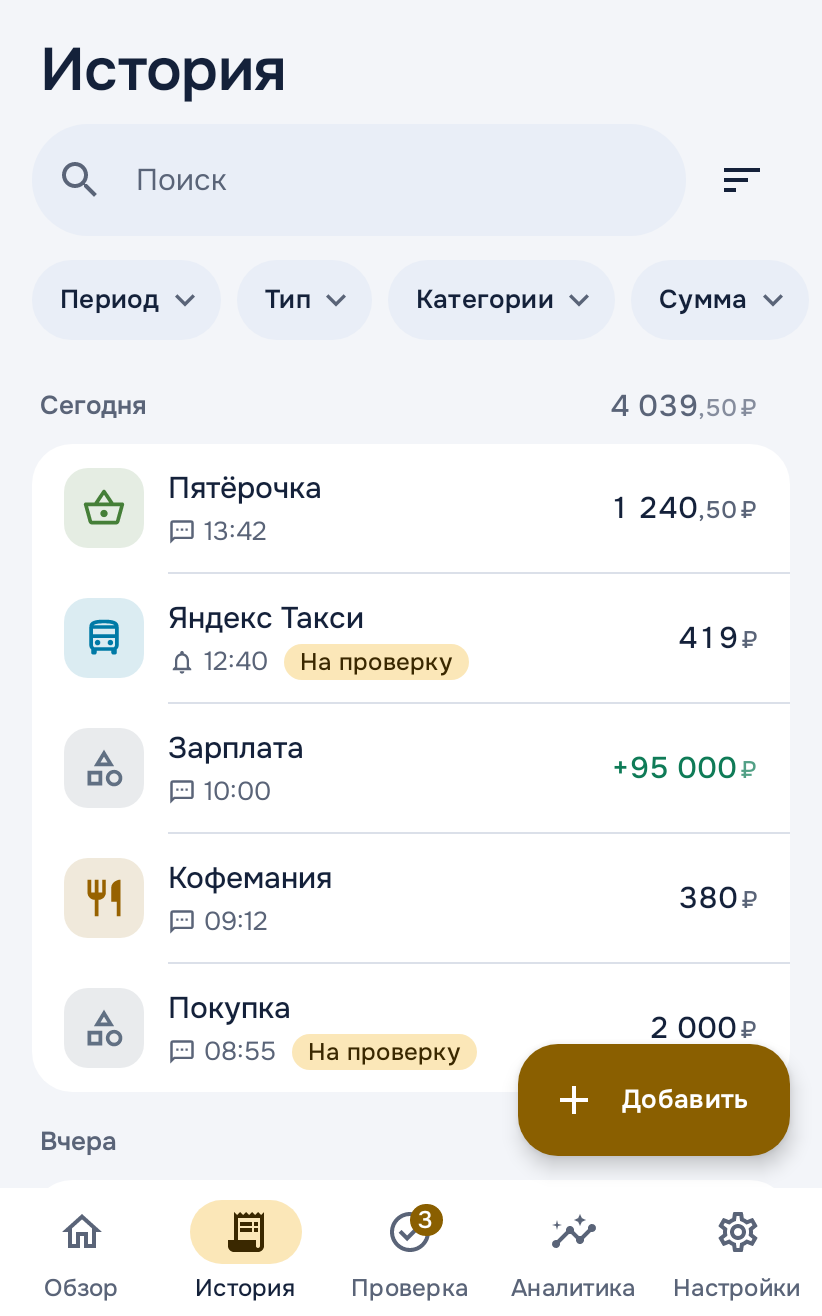 История
Поиск
Период Тип Категории Сумма
Сегодня 4 039,50 ₽
Пятёрочка
13:42 1 240,50 ₽
Яндекс Такси
12:40 На проверку 419 ₽
Зарплата
10:00 +95 000 ₽
Кофемания
09:12 380 ₽
Покупка
08:55 На проверку 2 000 ₽
Добавить
Вчера
3
Обзор История Проверка Аналитика Настройки